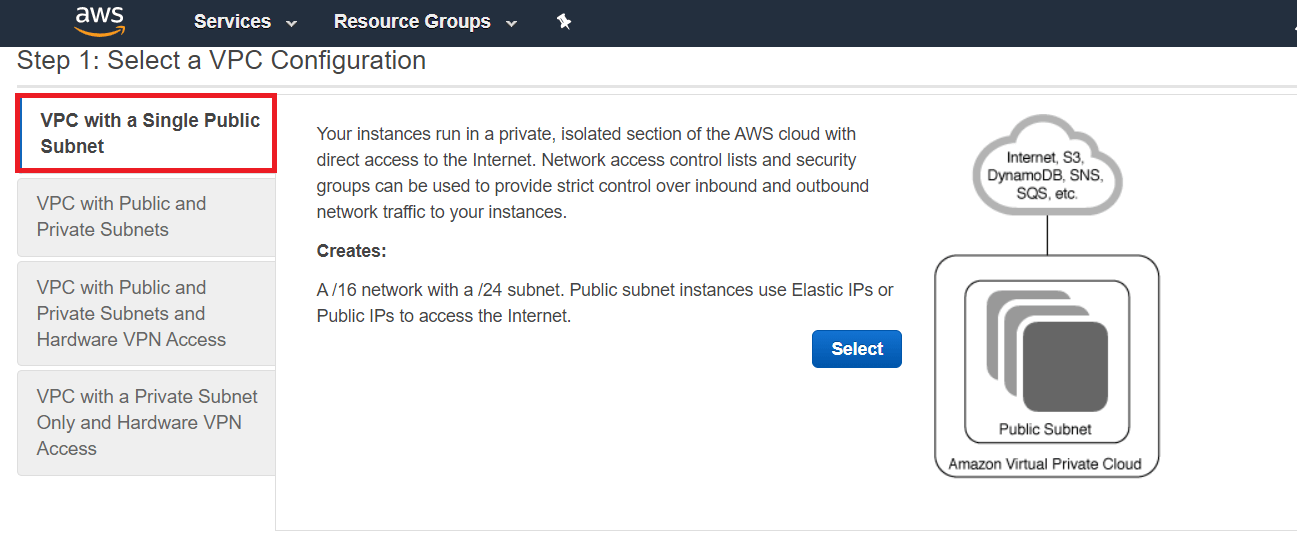 aws Services Resource Groups
Step 1: Select a VPC Configuration
VPC with a Single Public
Subnet
VPC with Public and
Private Subnets
VPC with Public and
Private Subnets and
Hardware VPN Access
VPC with a Private Subnet
Only and Hardware VPN
Access
Your instances run in a private, isolated section of the AWS cloud with
direct access to the Internet. Network access control lists and security
groups can be used to provide strict control over inbound and outbound
network traffic to your instances.
Creates:
A /16 network with a /24 subnet. Public subnet instances use Elastic IPs or
Public IPs to access the Internet.
Select
Internet, S3,
DynamoDB, SNS,
SQS, etc.
Public Subnet
Amazon Virtual Private Cloud